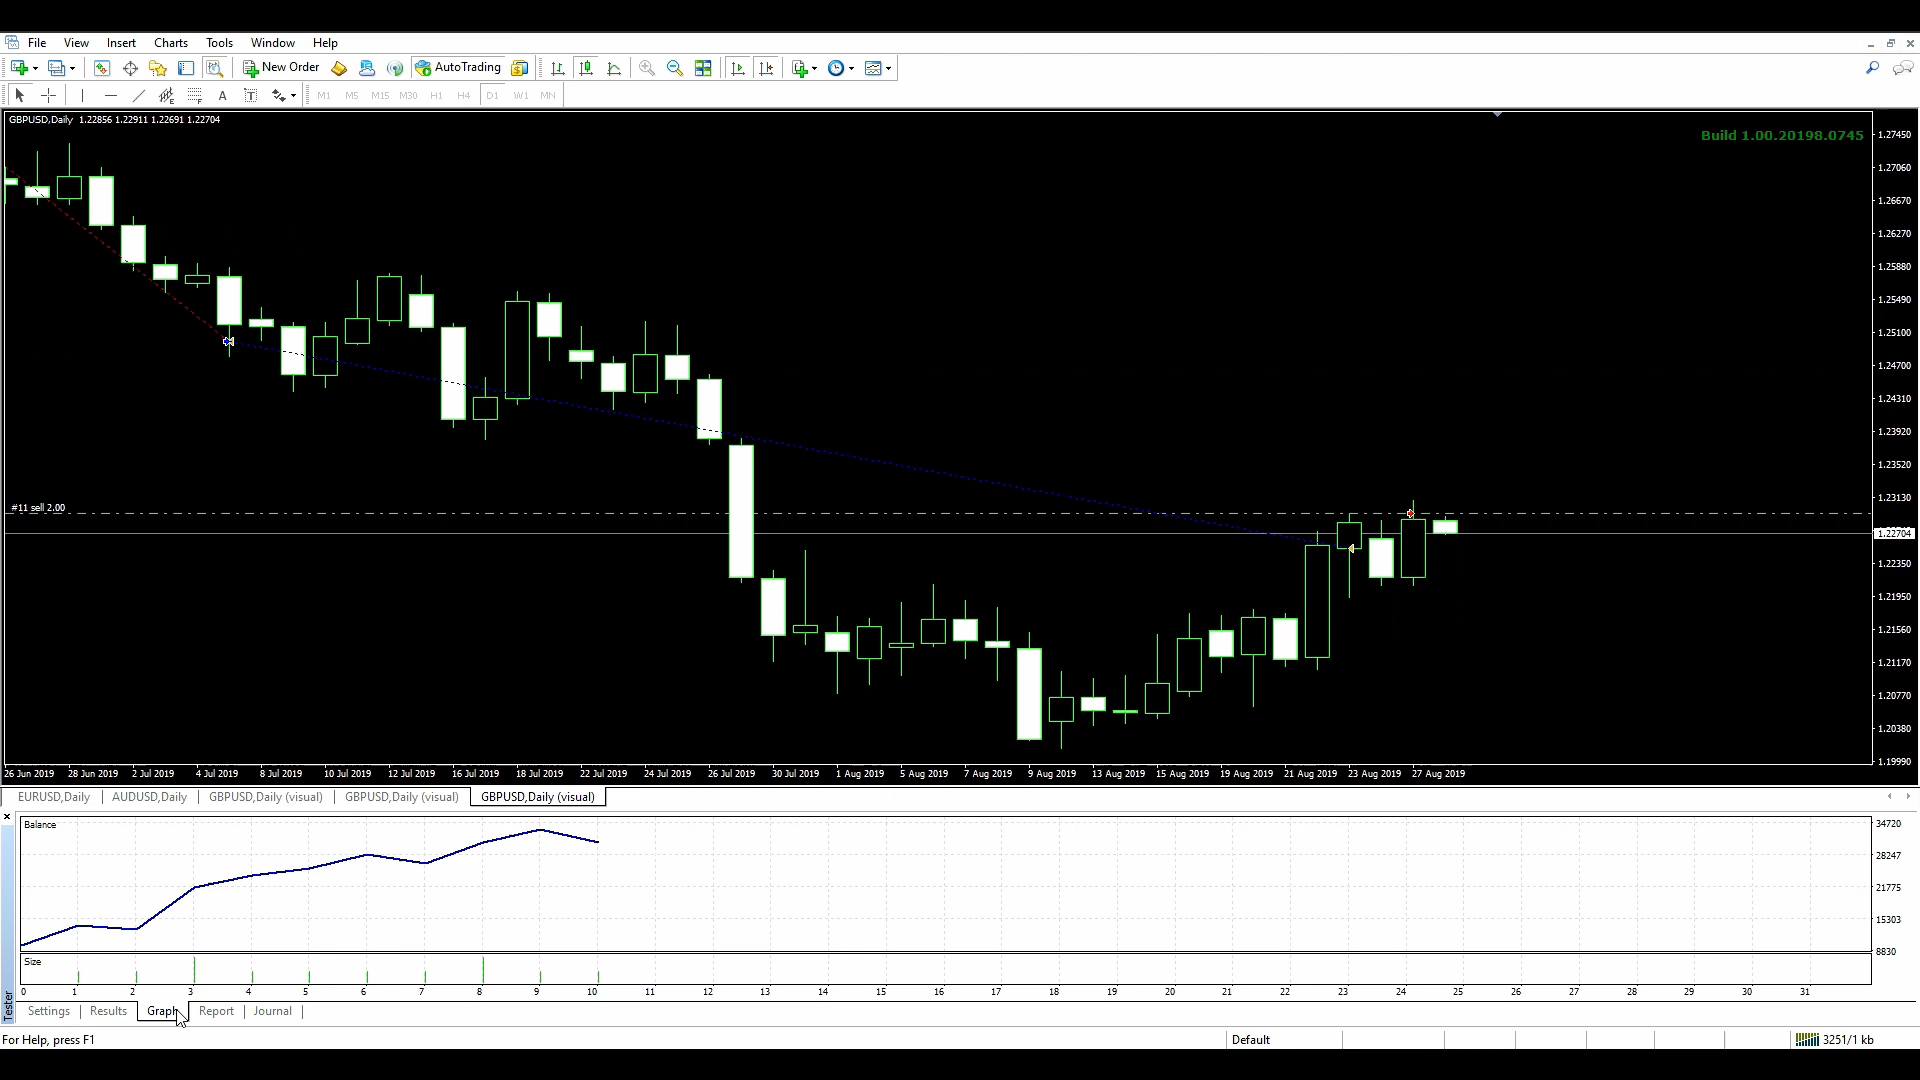 File View Insert Charts Tools Window Help
New Order AutoTrading
A T M1 M5 M15 M30 H1 H4 D1 W1 MN
GBPUSD,Daily 1.22856 1.22911 1.22691 1.22704
Build 1.00.20198.0745
1.27450
1.27060
1.26670
1.26270
1.25880
1.25490
1.25100
1.24700
1.24310
1.23920
1.23520
1.23130
#11 sell 2.00
1.22704
1.22350
1.21950
1.21560
1.21170
1.20770
1.20380
1.19990
26 Jun 2019 28 Jun 2019 2 Jul 2019 4 Jul 2019 8 Jul 2019 10 Jul 2019 12 Jul 2019 16 Jul 2019 18 Jul 2019 22 Jul 2019 24 Jul 2019 26 Jul 2019 30 Jul 2019 1 Aug 2019 5 Aug 2019 7 Aug 2019 9 Aug 2019 13 Aug 2019 15 Aug 2019 19 Aug 2019 21 Aug 2019 23 Aug 2019 27 Aug 2019
EURUSD,Daily AUDUSD,Daily GBPUSD,Daily (visual) GBPUSD,Daily (visual) GBPUSD,Daily (visual)
Balance
34720
28247
21775
15303
8830
Size
0 1 2 3 4 5 6 7 8 9 10 11 12 13 14 15 16 17 18 19 20 21 22 23 24 25 26 27 28 29 30 31
Tester
Settings Results Graph Report Journal
For Help, press F1 Default 3251/1 kb